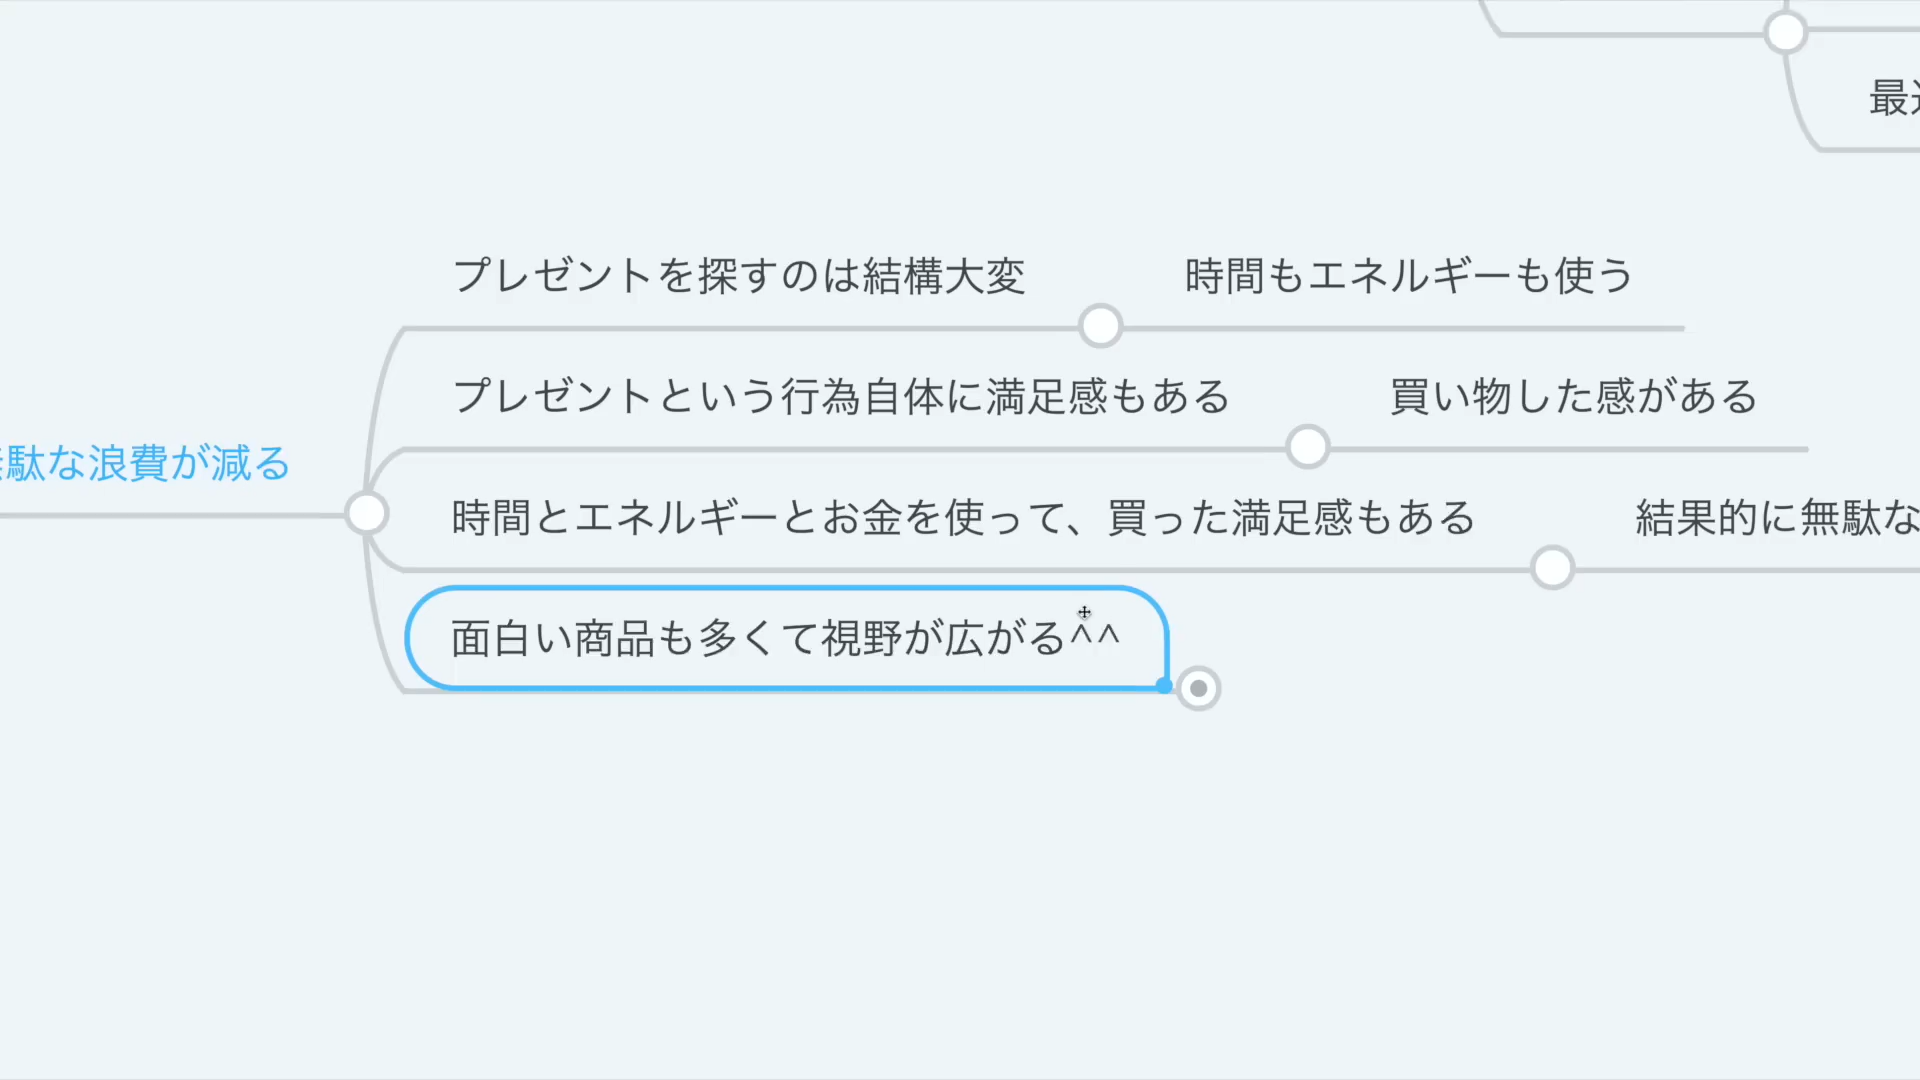 最
プレゼントを探すのは結構大変
時間もエネルギーも使う
プレゼントという行為自体に満足感もある
買い物した感がある
駄な浪費が減る
時間とエネルギーとお金を使って、買った満足感もある
結果的に無駄な
面白い商品も多くて視野が広がる^^